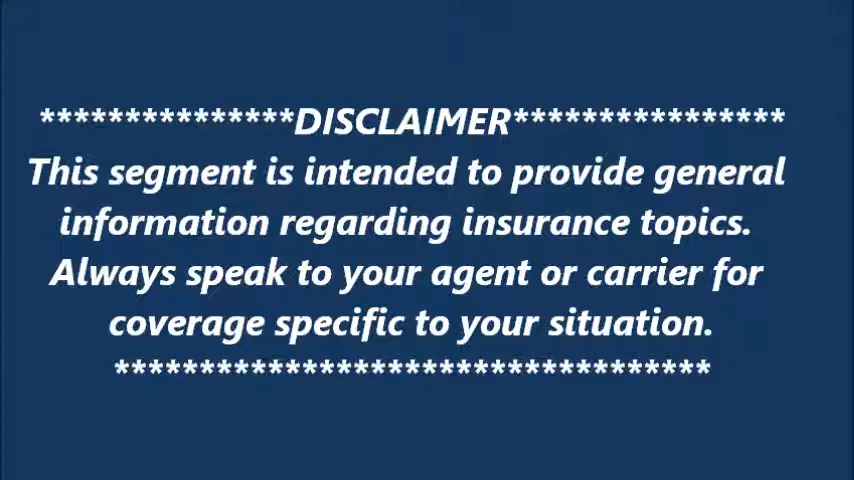 ***************DISCLAIMER****************
This segment is intended to provide general
information regarding insurance topics.
Always speak to your agent or carrier for
coverage specific to your situation.
***********************************